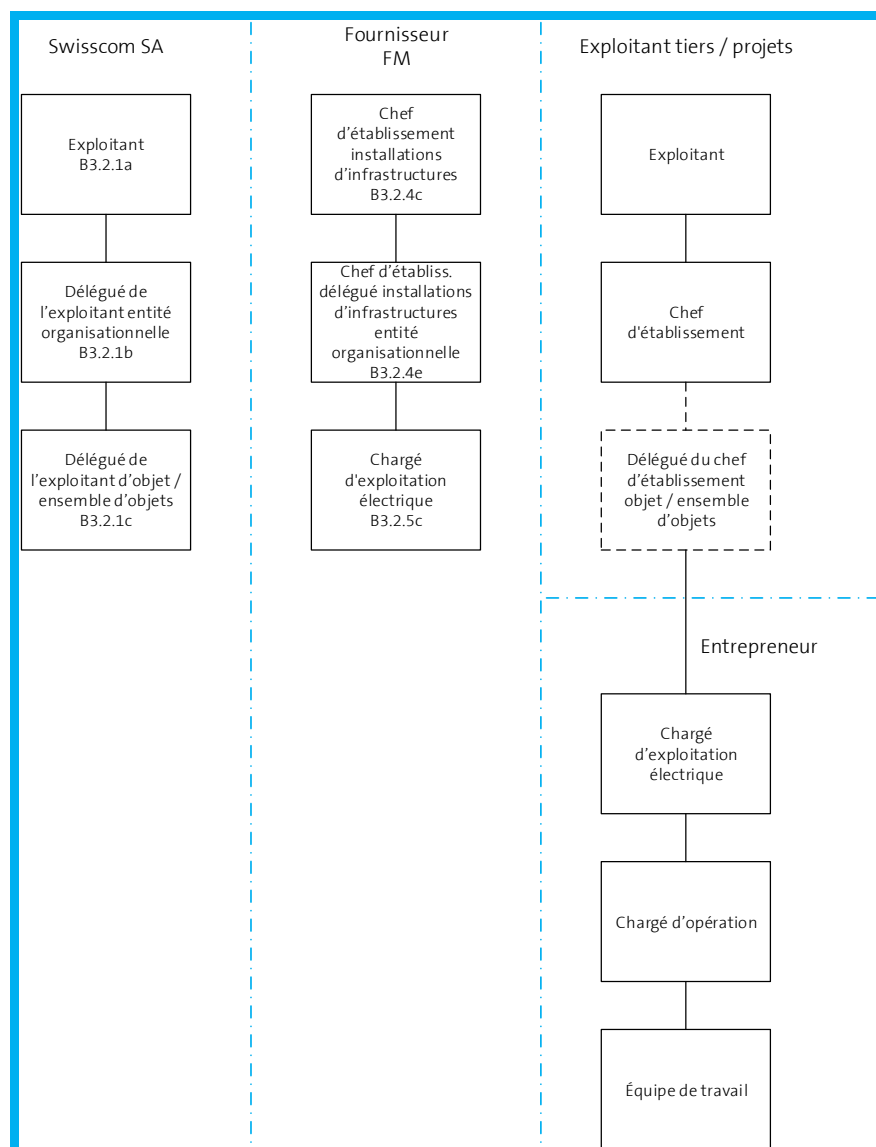 Swisscom SA
Exploitant
B3.2.1a
Délégué de
l'exploitant entité
organisationnelle
B3.2.1b
Délégué de
l'exploitant d'objet /
ensemble d'objets
B3.2.1c
Fournisseur
FM
Chef
d'établissement
installations
d'infrastructures
B3.2.4c
Chef d'établiss.
délégué installations
d'infrastructures
entité
organisationnelle
B3.2.4e
Chargé
d'exploitation
électrique
B3.2.5c
Exploitant tiers / projets
Exploitant
Chef
d'établissement
Délégué du chef
d'établissement
objet / ensemble
d'objets
Entrepreneur
Chargé
d'exploitation
électrique
Chargé d'opération
Équipe de travail